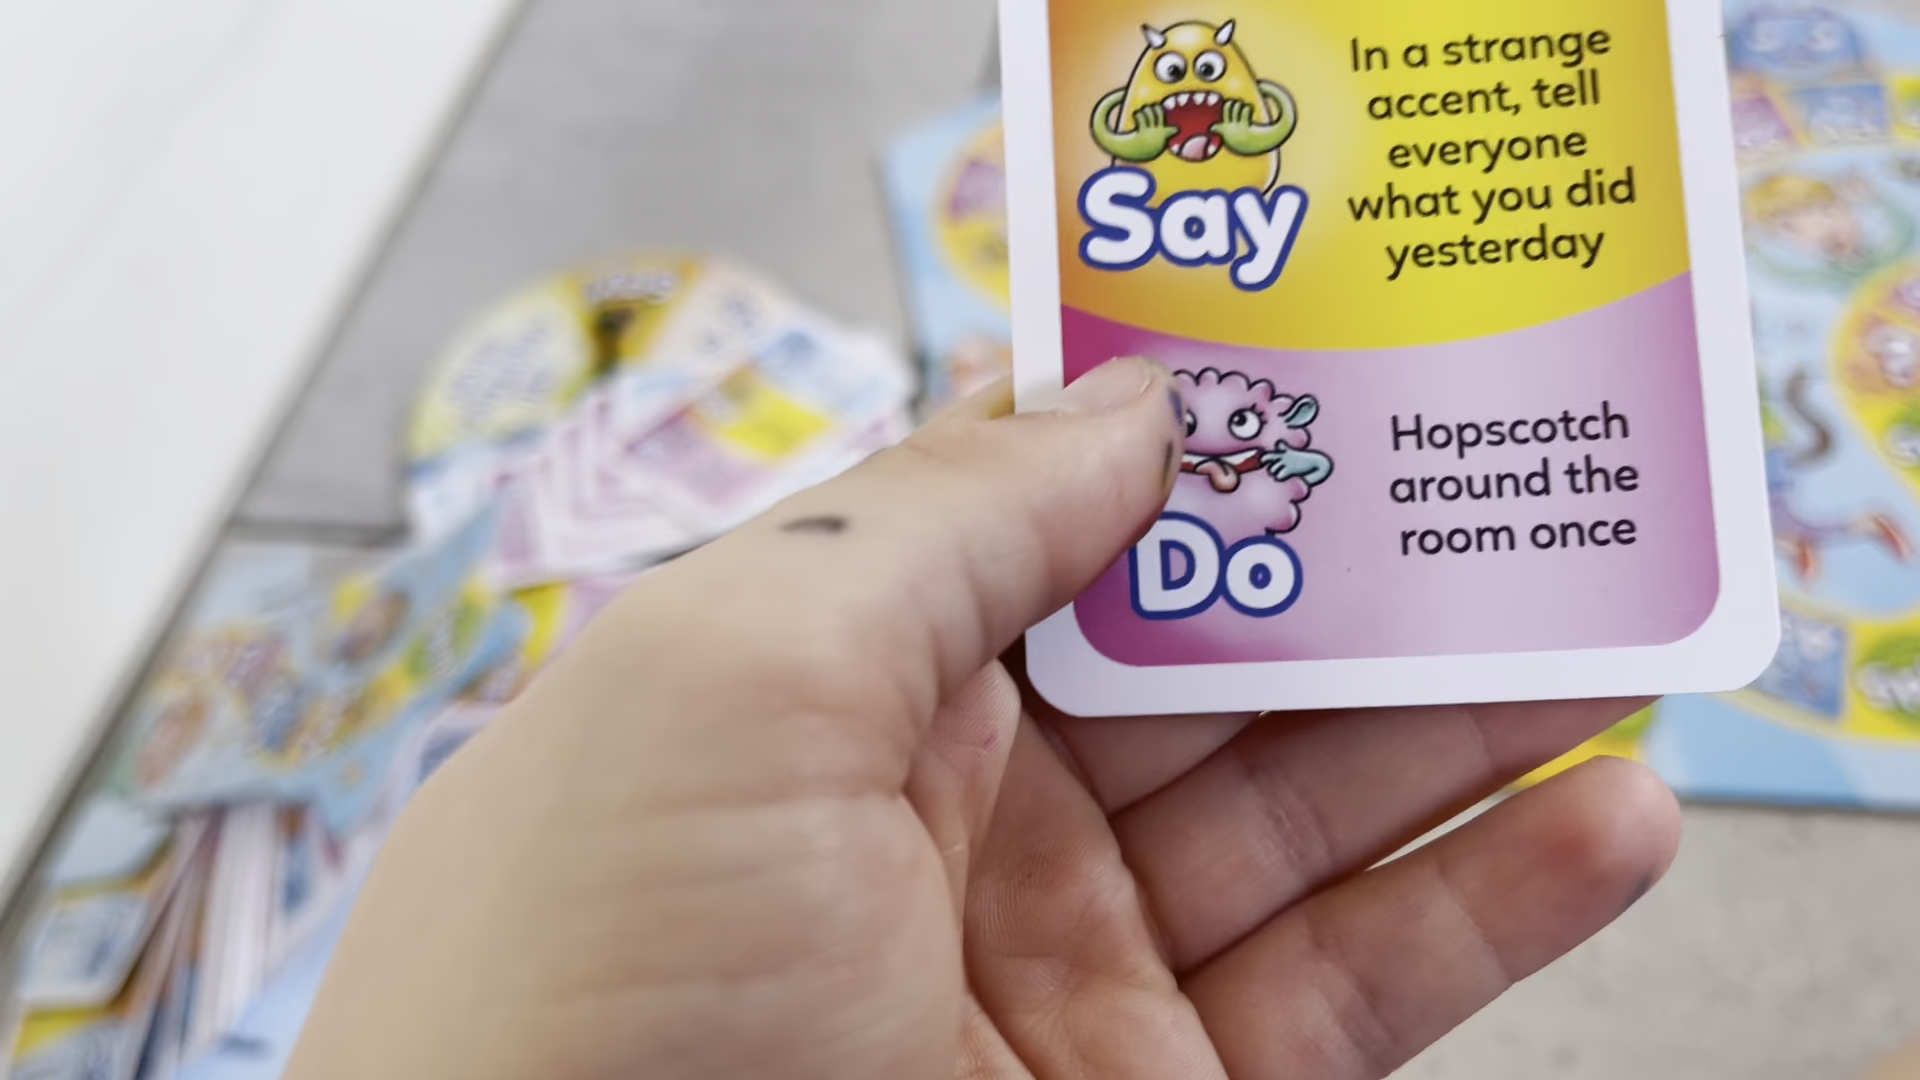 Say
In a strange
accent, tell
everyone
what you did
yesterday
Do
Hopscotch
around the
room once